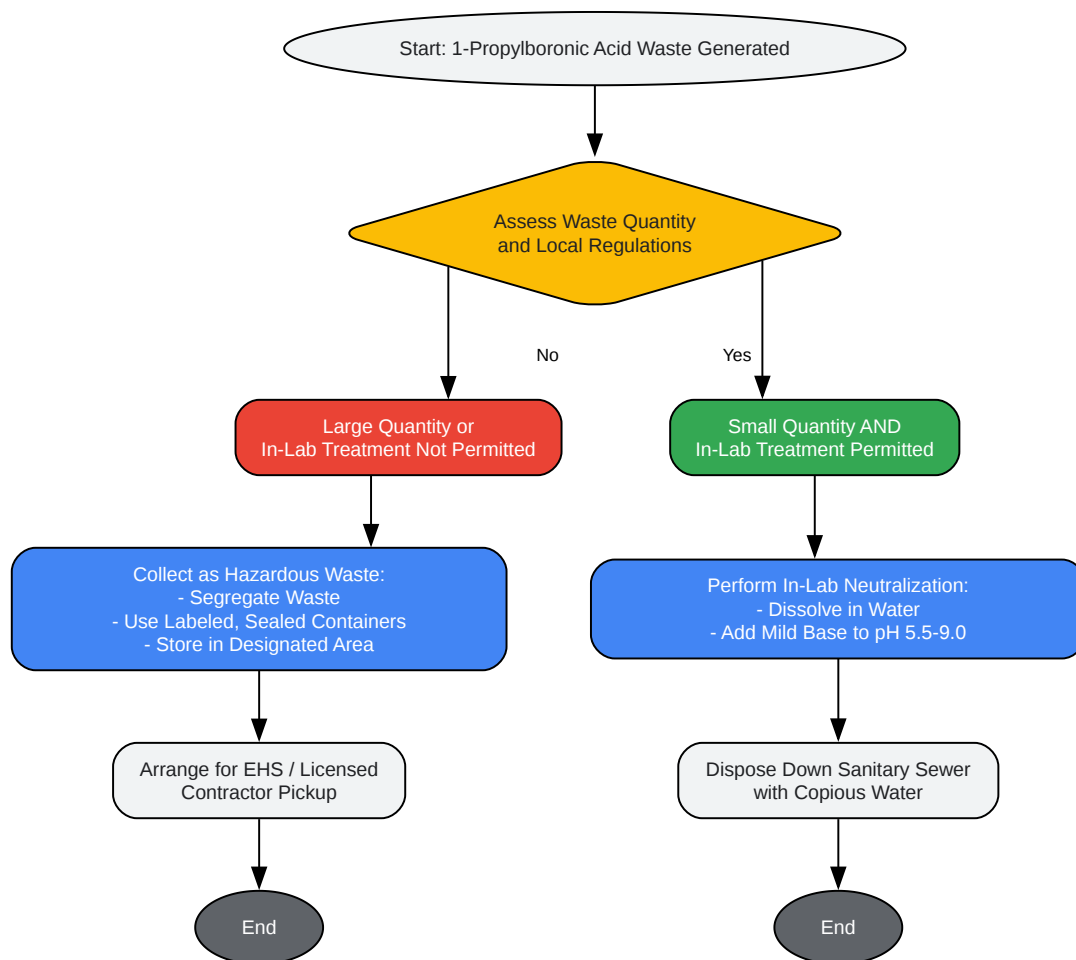 Start: 1-Propylboronic Acid Waste Generated
Assess Waste Quantity
and Local Regulations
No
Yes
Large Quantity or
In-Lab Treatment Not Permitted
Small Quantity AND
In-Lab Treatment Permitted
Collect as Hazardous Waste:
- Segregate Waste
- Use Labeled, Sealed Containers
- Store in Designated Area
Perform In-Lab Neutralization:
- Dissolve in Water
- Add Mild Base to pH 5.5-9.0
Arrange for EHS / Licensed
Contractor Pickup
Dispose Down Sanitary Sewer
with Copious Water
End
End